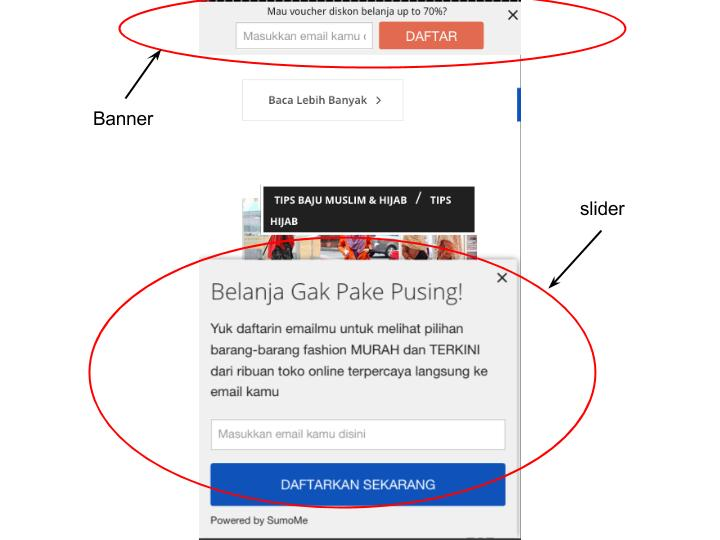 Mau voucher diskon belanja up to 70%?
Masukkan email kamu
DAFTAR
Banner
Baca Lebih Banyak
slider
TIPS BAJU MUSLIM & HIJAB / TIPS
HIJAB
Belanja Gak Pake Pusing!
Yuk daftarin emailmu untuk melihat pilihan
barang-barang fashion MURAH dan TERKINI
dari ribuan toko online terpercaya langsung ke
email kamu
Masukkan email kamu disini
DAFTARKAN SEKARANG
Powered by SumoMe